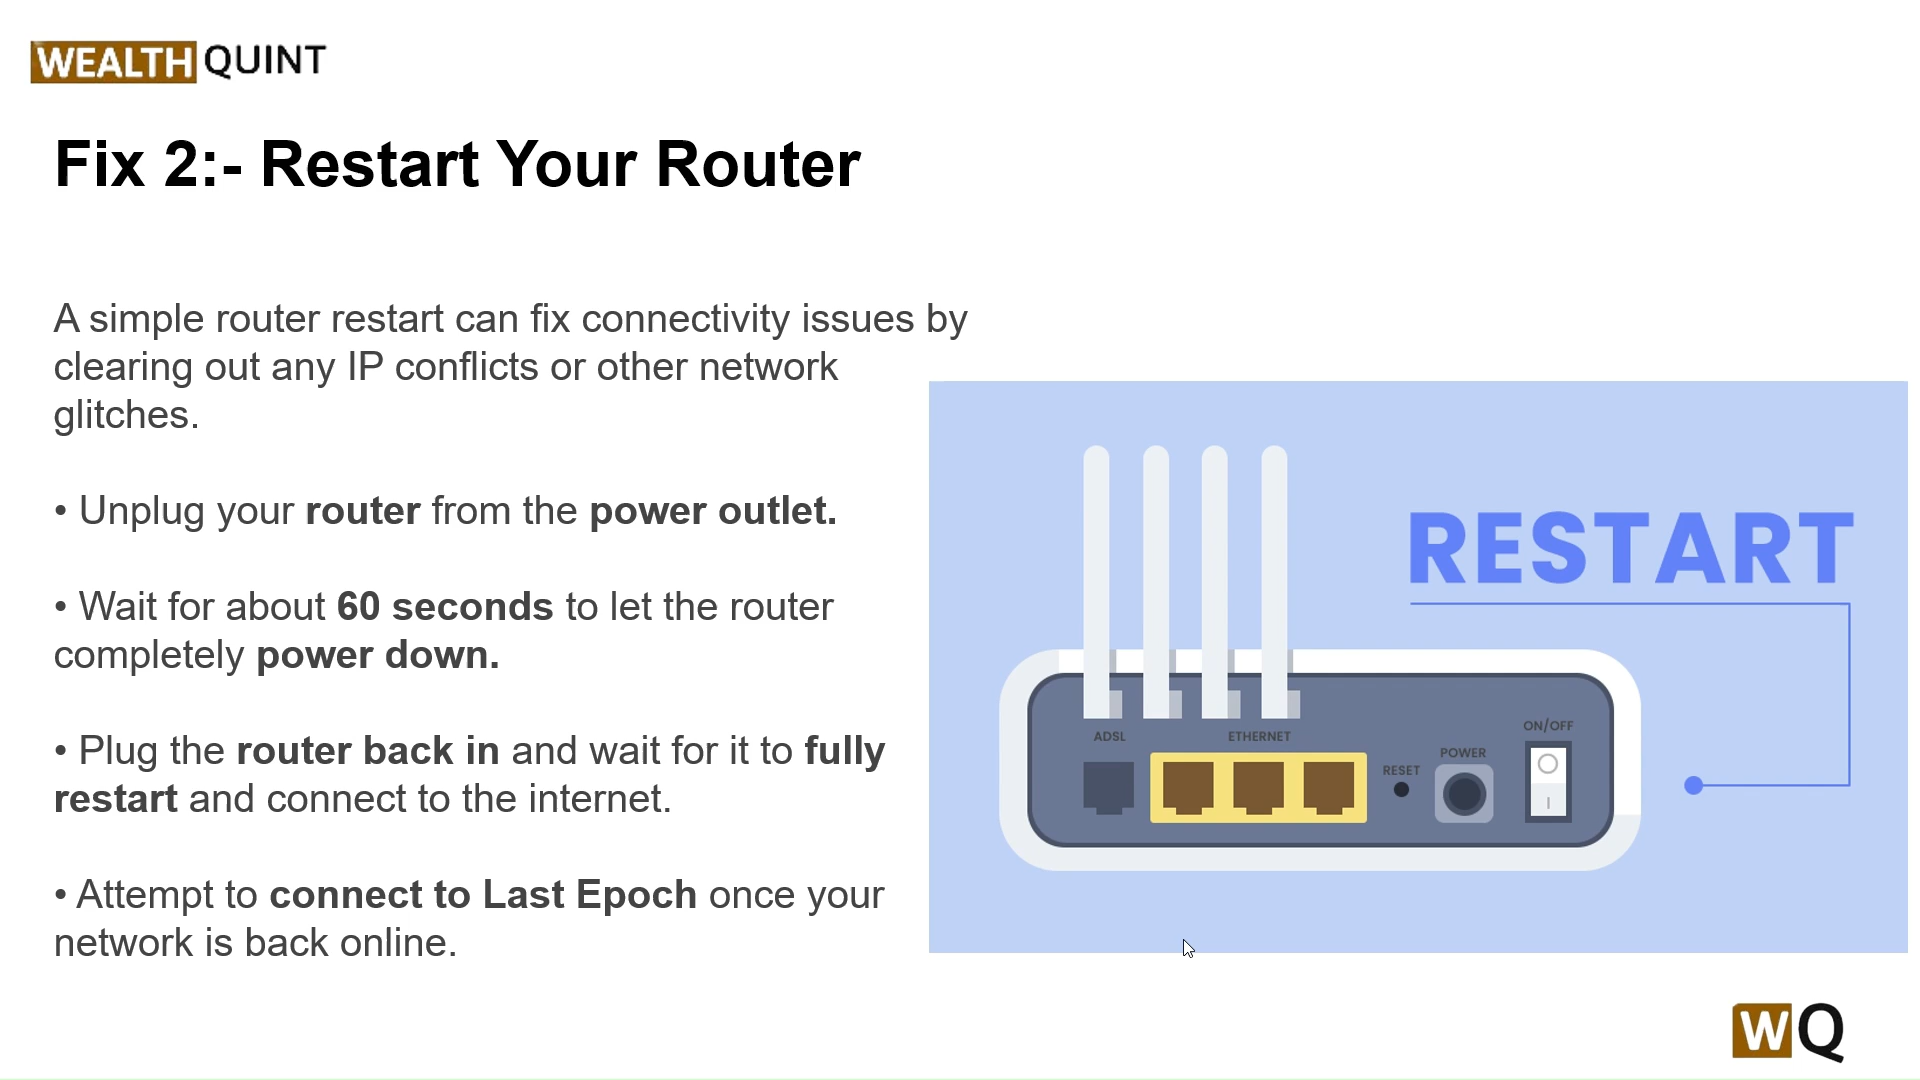 WEALTH QUINT
Fix 2:- Restart Your Router
A simple router restart can fix connectivity issues by
clearing out any IP conflicts or other network
glitches.
• Unplug your router from the power outlet.
• Wait for about 60 seconds to let the router
completely power down.
• Plug the router back in and wait for it to fully
restart and connect to the internet.
• Attempt to connect to Last Epoch once your
network is back online.
RESTART
ADSL
ETHERNET
RESET
POWER
ON/OFF
WQ